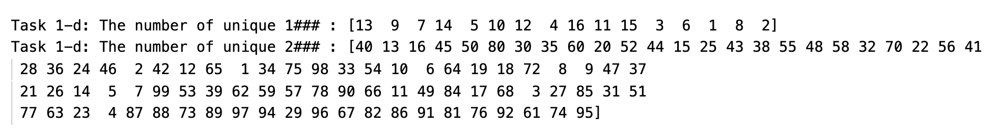 Task 1-d: The number of unique 1### : [13  9  7 14  5 10 12  4 16 11 15  3  6  1  8  2]
Task 1-d: The number of unique 2### : [40 13 16 45 50 80 30 35 60 20 52 44 15 25 43 38 55 48 58 32 70 22 56 41
28 36 24 46  2 42 12 65  1 34 75 98 33 54 10  6 64 19 18 72  8  9 47 37
21 26 14  5  7 99 53 39 62 59 57 78 90 66 11 49 84 17 68  3 27 85 31 51
77 63 23  4 87 88 73 89 97 94 29 96 67 82 86 91 81 76 92 61 74 95]